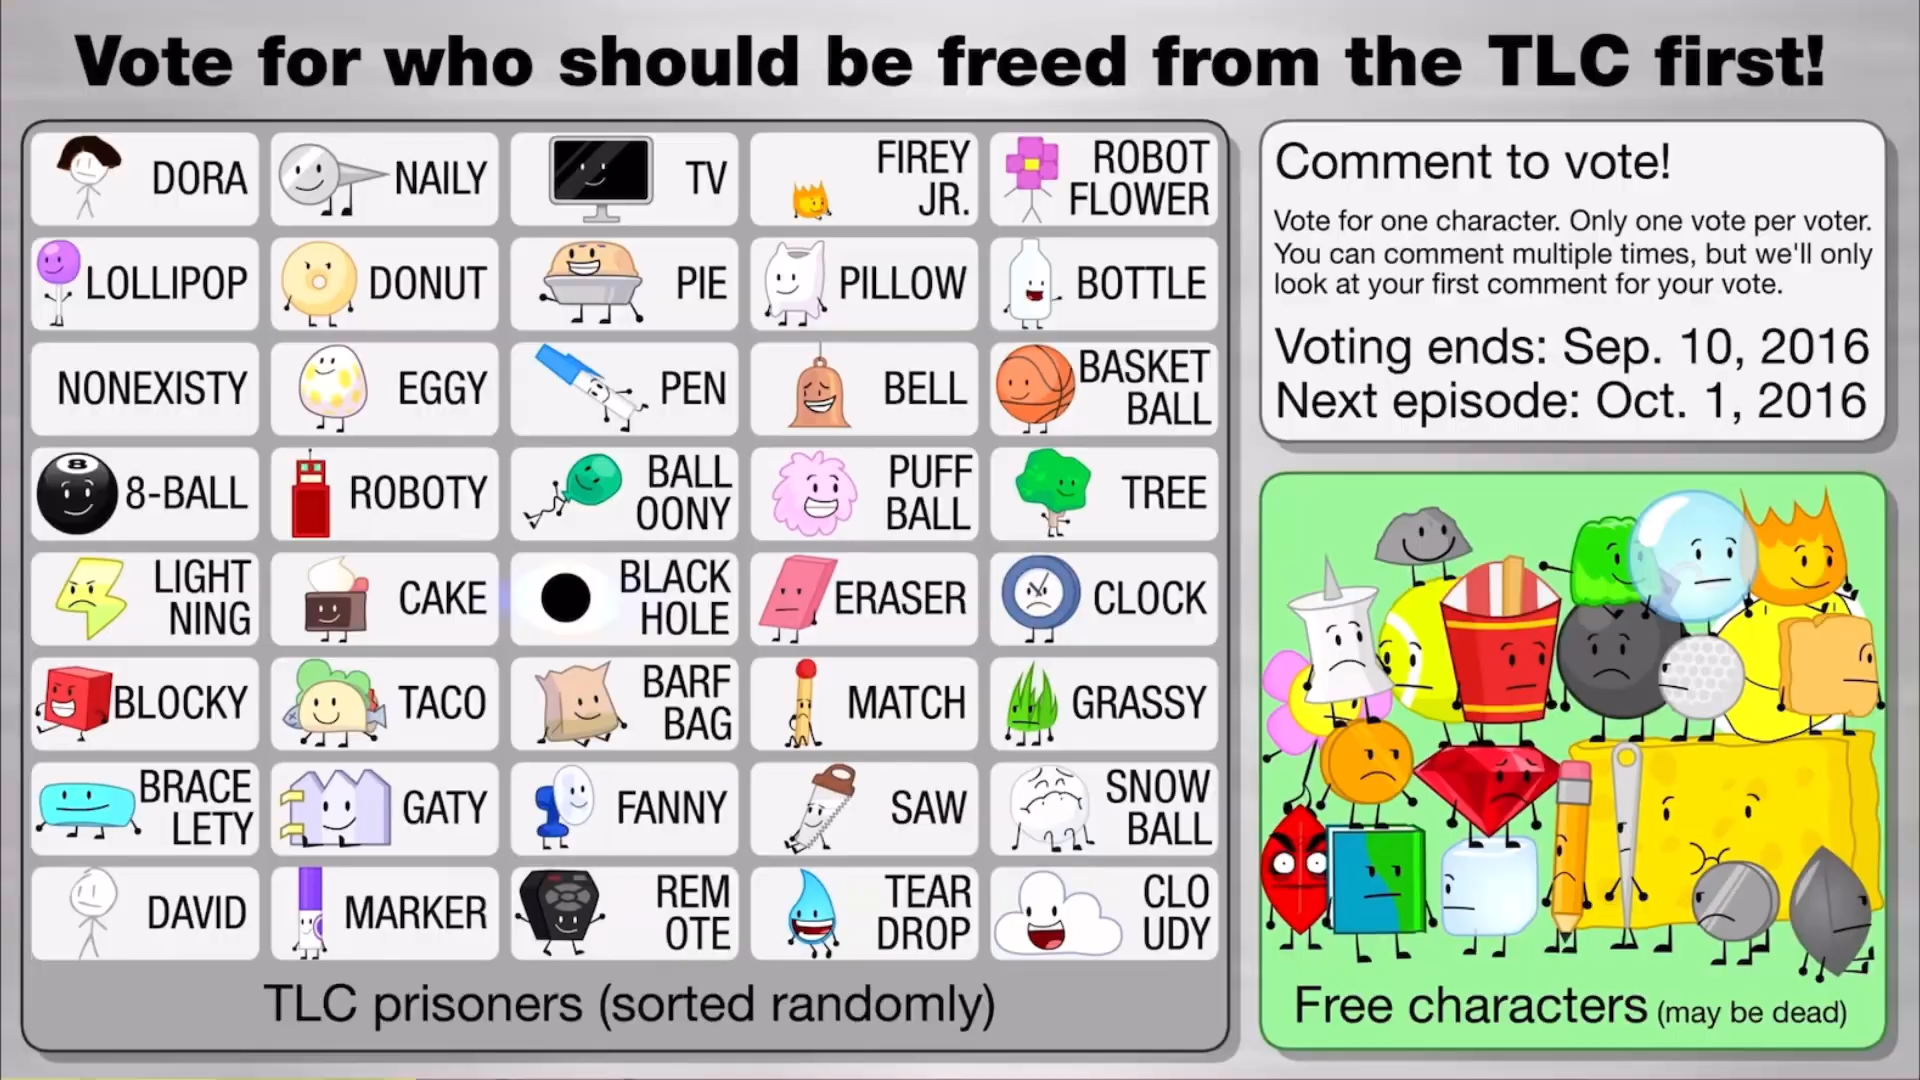 Vote for who should be freed from the TLC first!
DORA
NAILY
TV
FIREY
JR.
ROBOT
FLOWER
LOLLIPOP
DONUT
PIE
PILLOW
BOTTLE
NONEXISTY
EGGY
PEN
BELL
BASKET
BALL
8
8-BALL
ROBOTY
BALL
OONY
PUFF
BALL
TREE
LIGHT
NING
CAKE
BLACK
HOLE
ERASER
CLOCK
BLOCKY
TACO
BARF
BAG
MATCH
GRASSY
BRACE
LETY
GATY
FANNY
SAW
SNOW
BALL
DAVID
MARKER
REM
OTE
TEAR
DROP
CLO
UDY
TLC prisoners (sorted randomly)
Comment to vote!
Vote for one character. Only one vote per voter.
You can comment multiple times, but we'll only
look at your first comment for your vote.
Voting ends: Sep. 10, 2016
Next episode: Oct. 1, 2016
Free characters (may be dead)